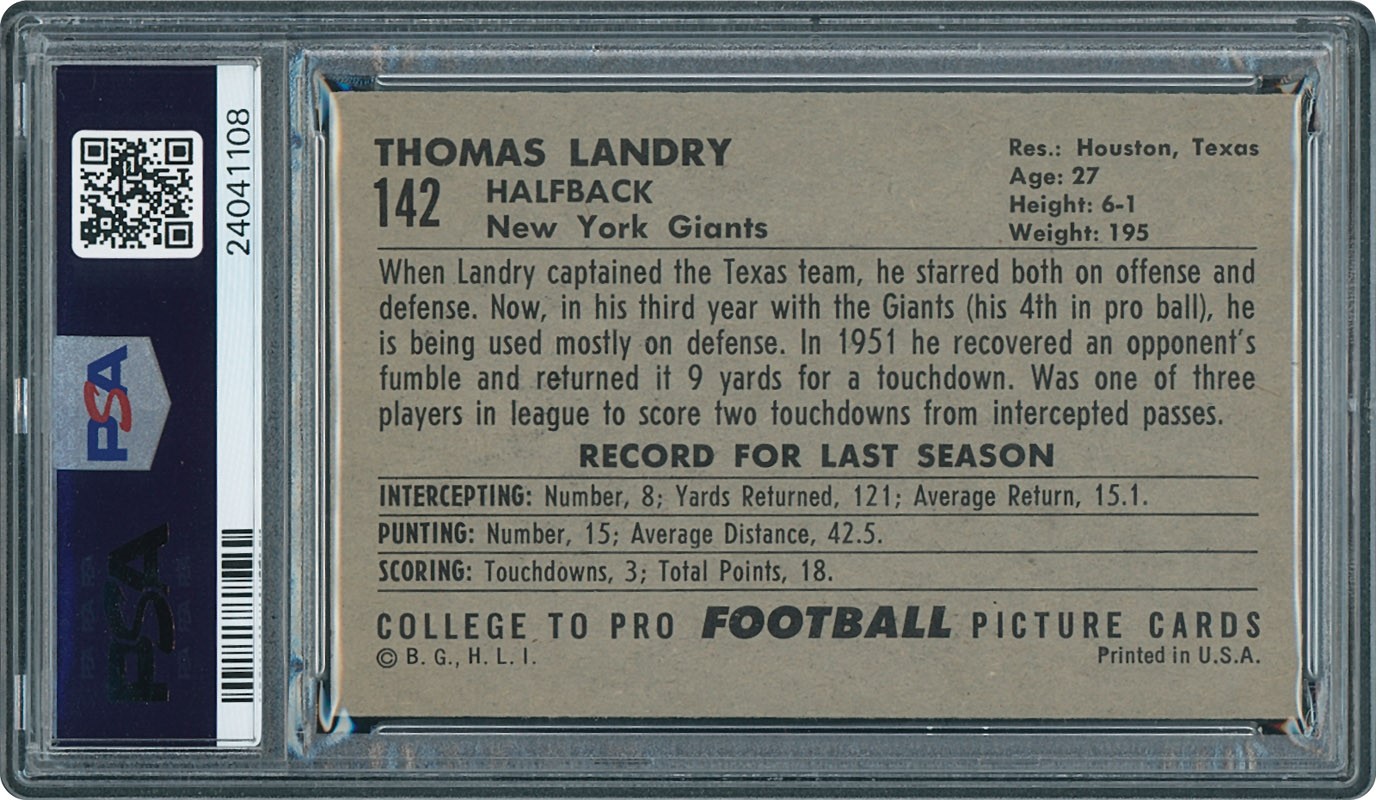 24041108
PSA
PSA
THOMAS LANDRY
142 HALFBACK
New York Giants
Res.: Houston, Texas
Age: 27
Height: 6-1
Weight: 195
When Landry captained the Texas team, he starred both on offense and
defense. Now, in his third year with the Giants (his 4th in pro ball), he
is being used mostly on defense. In 1951 he recovered an opponent's
fumble and returned it 9 yards for a touchdown. Was one of three
players in league to score two touchdowns from intercepted passes.
RECORD FOR LAST SEASON
INTERCEPTING: Number, 8; Yards Returned, 121; Average Return, 15.1.
PUNTING: Number, 15; Average Distance, 42.5.
SCORING: Touchdowns, 3; Total Points, 18.
COLLEGE TO PRO FOOTBALL PICTURE CARDS
© B. G., H. L. I.
Printed in U.S.A.